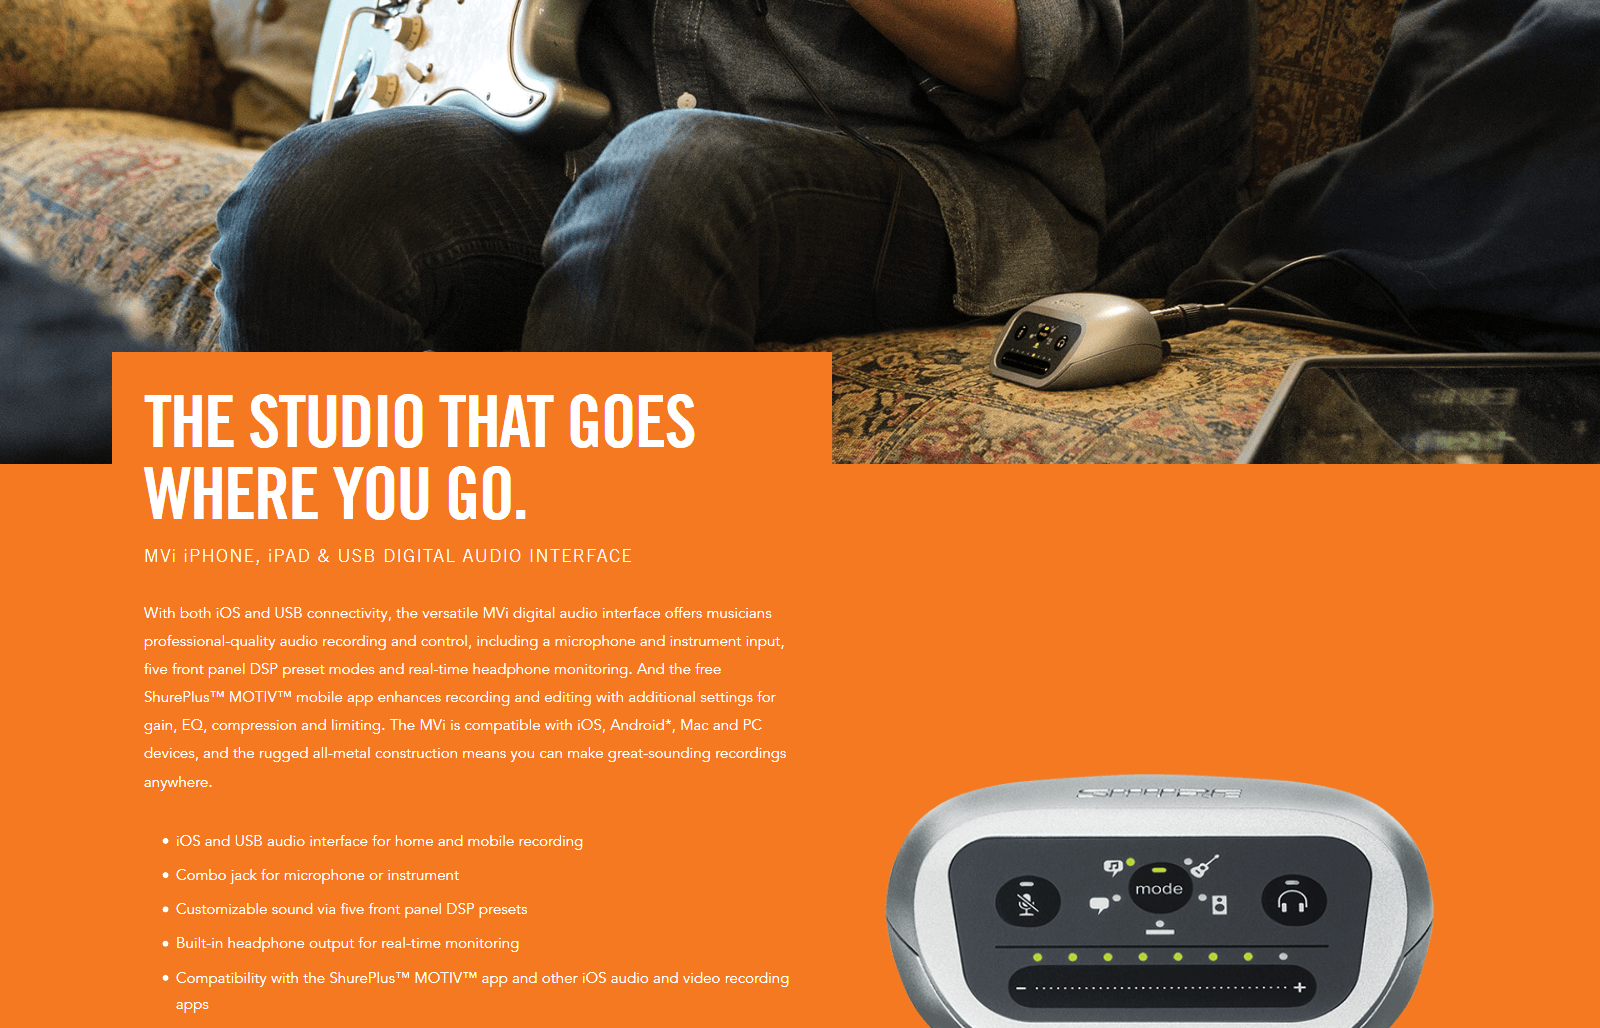 THE STUDIO THAT GOES
WHERE YOU GO.
MVi iPHONE, iPAD & USB DIGITAL AUDIO INTERFACE
With both iOS and USB connectivity, the versatile MVi digital audio interface offers musicians
professional-quality audio recording and control, including a microphone and instrument input,
five front panel DSP preset modes and real-time headphone monitoring. And the free
ShurePlus™ MOTIV™ mobile app enhances recording and editing with additional settings for
gain, EQ, compression and limiting. The MVi is compatible with iOS, Android*, Mac and PC
devices, and the rugged all-metal construction means you can make great-sounding recordings
anywhere.
• iOS and USB audio interface for home and mobile recording
• Combo jack for microphone or instrument
• Customizable sound via five front panel DSP presets
• Built-in headphone output for real-time monitoring
• Compatibility with the ShurePlus™ MOTIV™ app and other iOS audio and video recording
apps
SHURE
mode
- +